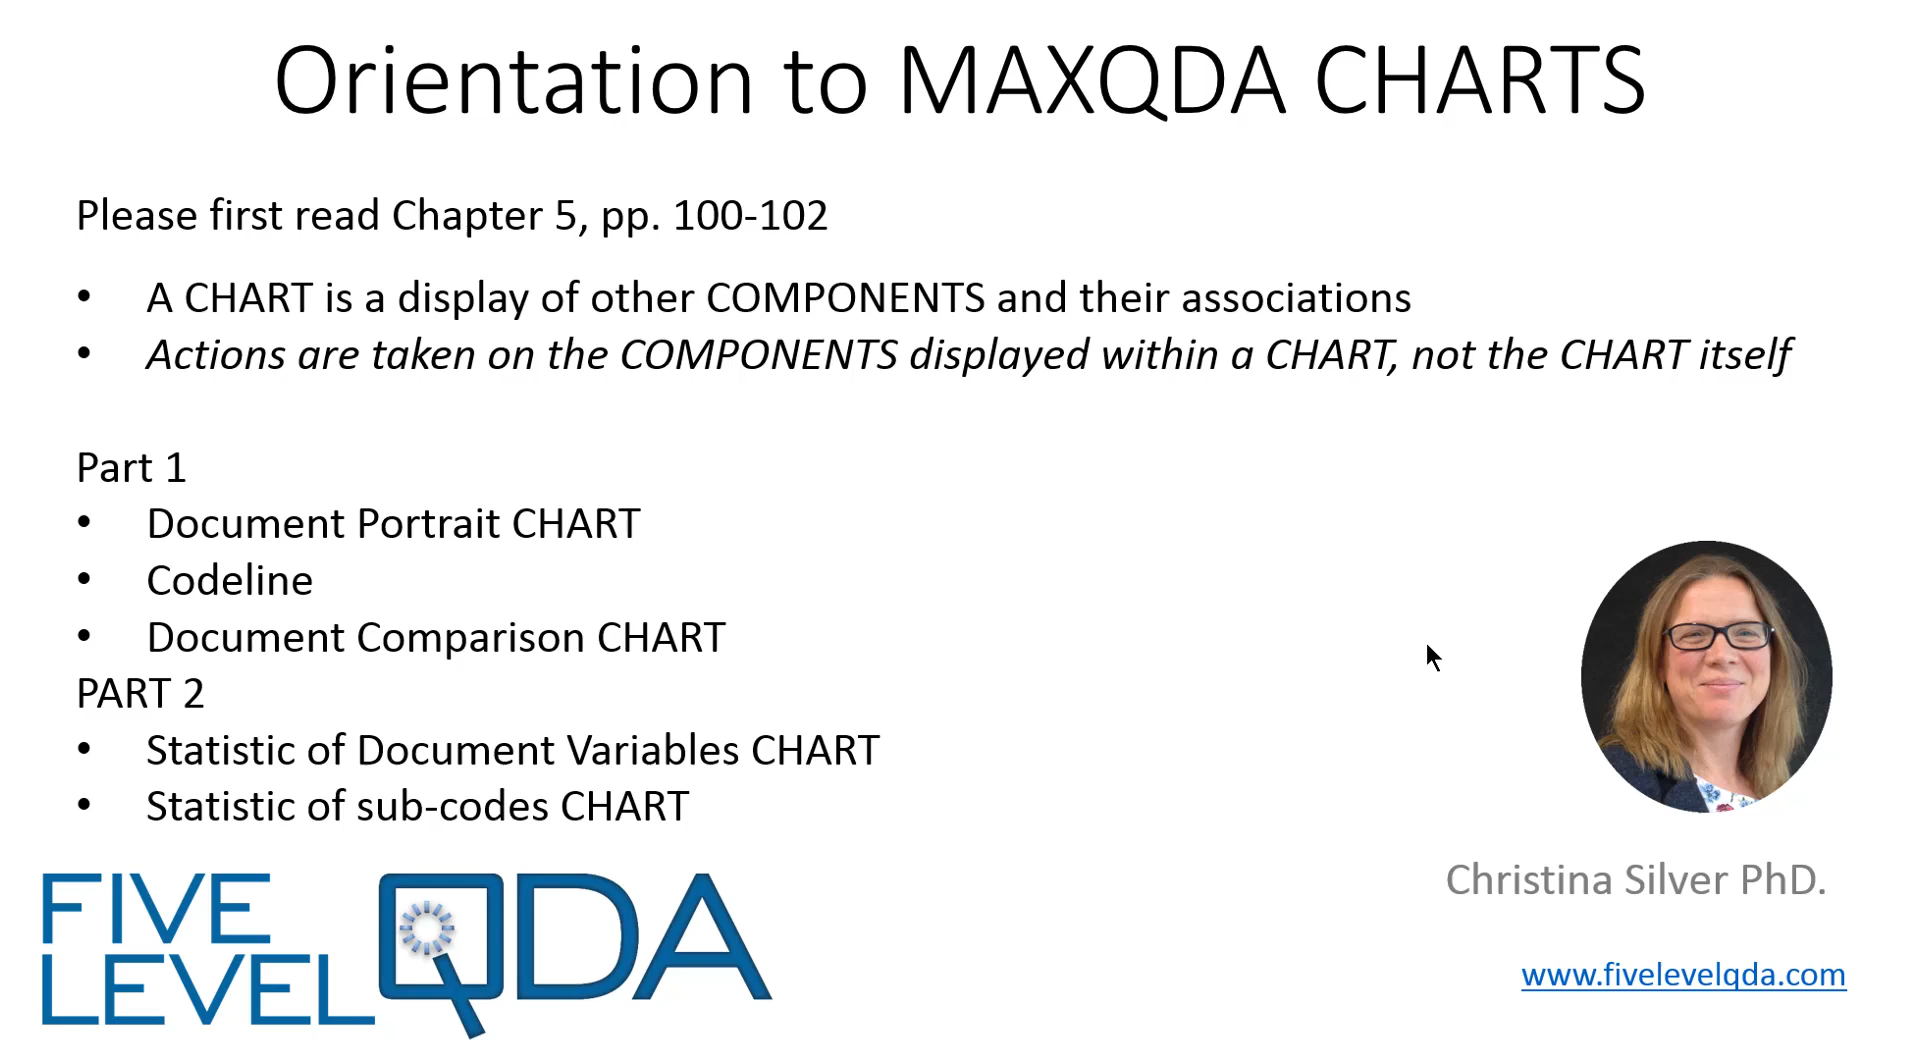 Orientation to MAXQDA CHARTS
Please first read Chapter 5, pp. 100-102
• A CHART is a display of other COMPONENTS and their associations
• Actions are taken on the COMPONENTS displayed within a CHART, not the CHART itself
Part 1
• Document Portrait CHART
• Codeline
• Document Comparison CHART
PART 2
• Statistic of Document Variables CHART
• Statistic of sub-codes CHART
FIVE
LEVEL QDA
Christina Silver PhD.
www.fivelevelqda.com